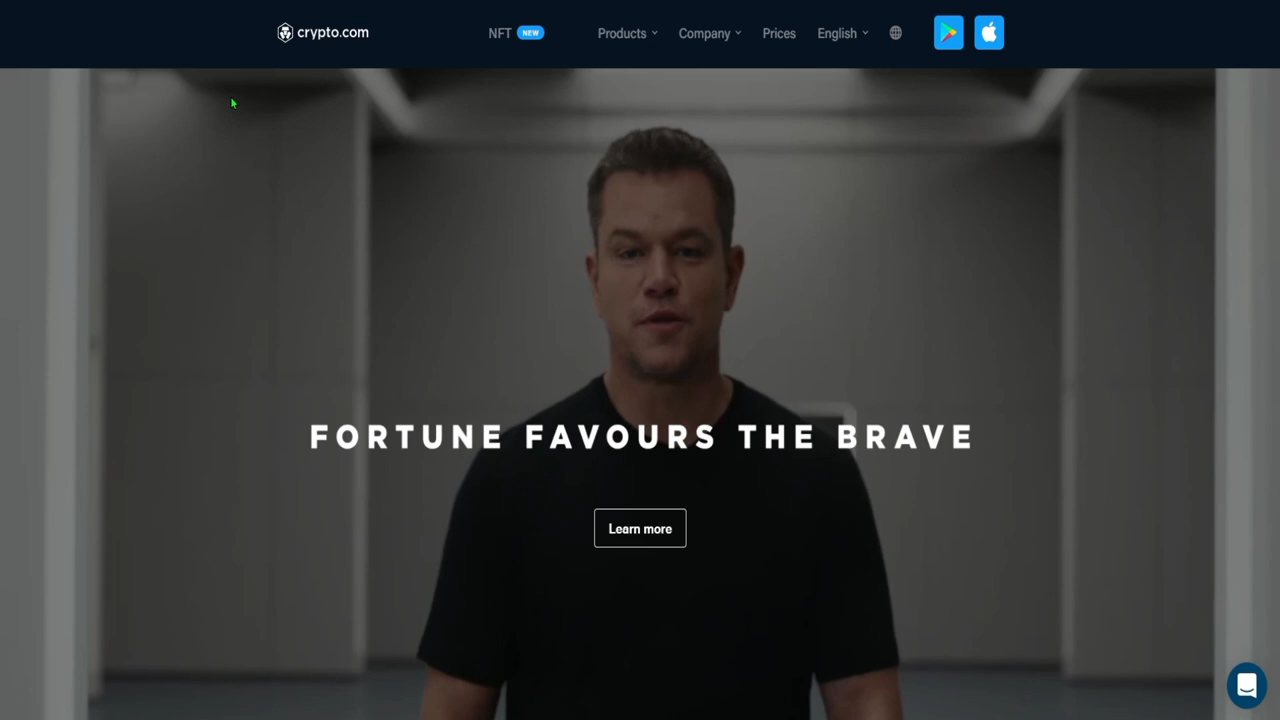 crypto.com
NFT NEW
Products
Company
Prices
English
FORTUNE FAVOURS THE BRAVE
Learn more